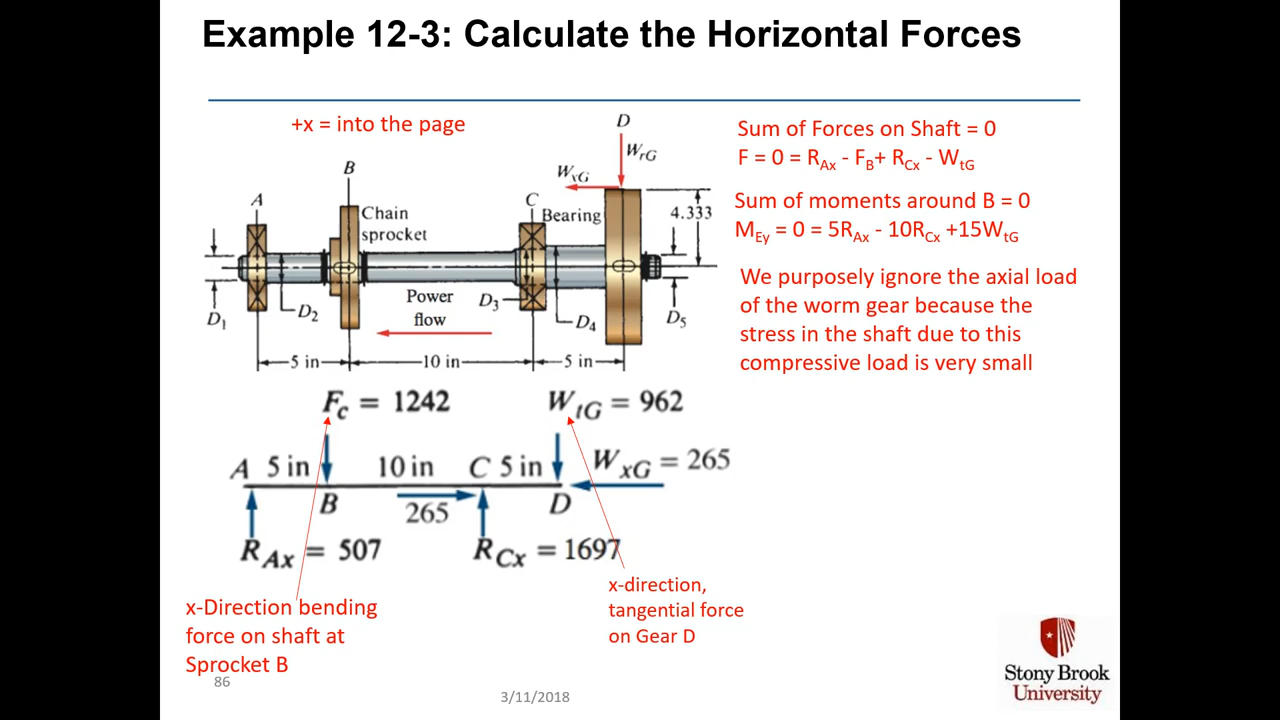 Example 12-3: Calculate the Horizontal Forces
+x = into the page
D
WrG
WxG
B
A
C
Chain
sprocket
Bearing
4.333
D1
D2
Power
flow
D3
D4
D5
5 in
10 in
5 in
Sum of Forces on Shaft = 0
F = 0 = RAx - FB+ RCx - WtG
Sum of moments around B = 0
MEy = 0 = 5RAx - 10RCx +15WtG
We purposely ignore the axial load
of the worm gear because the
stress in the shaft due to this
compressive load is very small
Fc = 1242
WtG = 962
A 5 in 10 in C 5 in WxG = 265
B 265 D
RAx = 507
RCx = 1697
x-Direction bending
force on shaft at
Sprocket B
x-direction,
tangential force
on Gear D
86
3/11/2018
Stony Brook
University